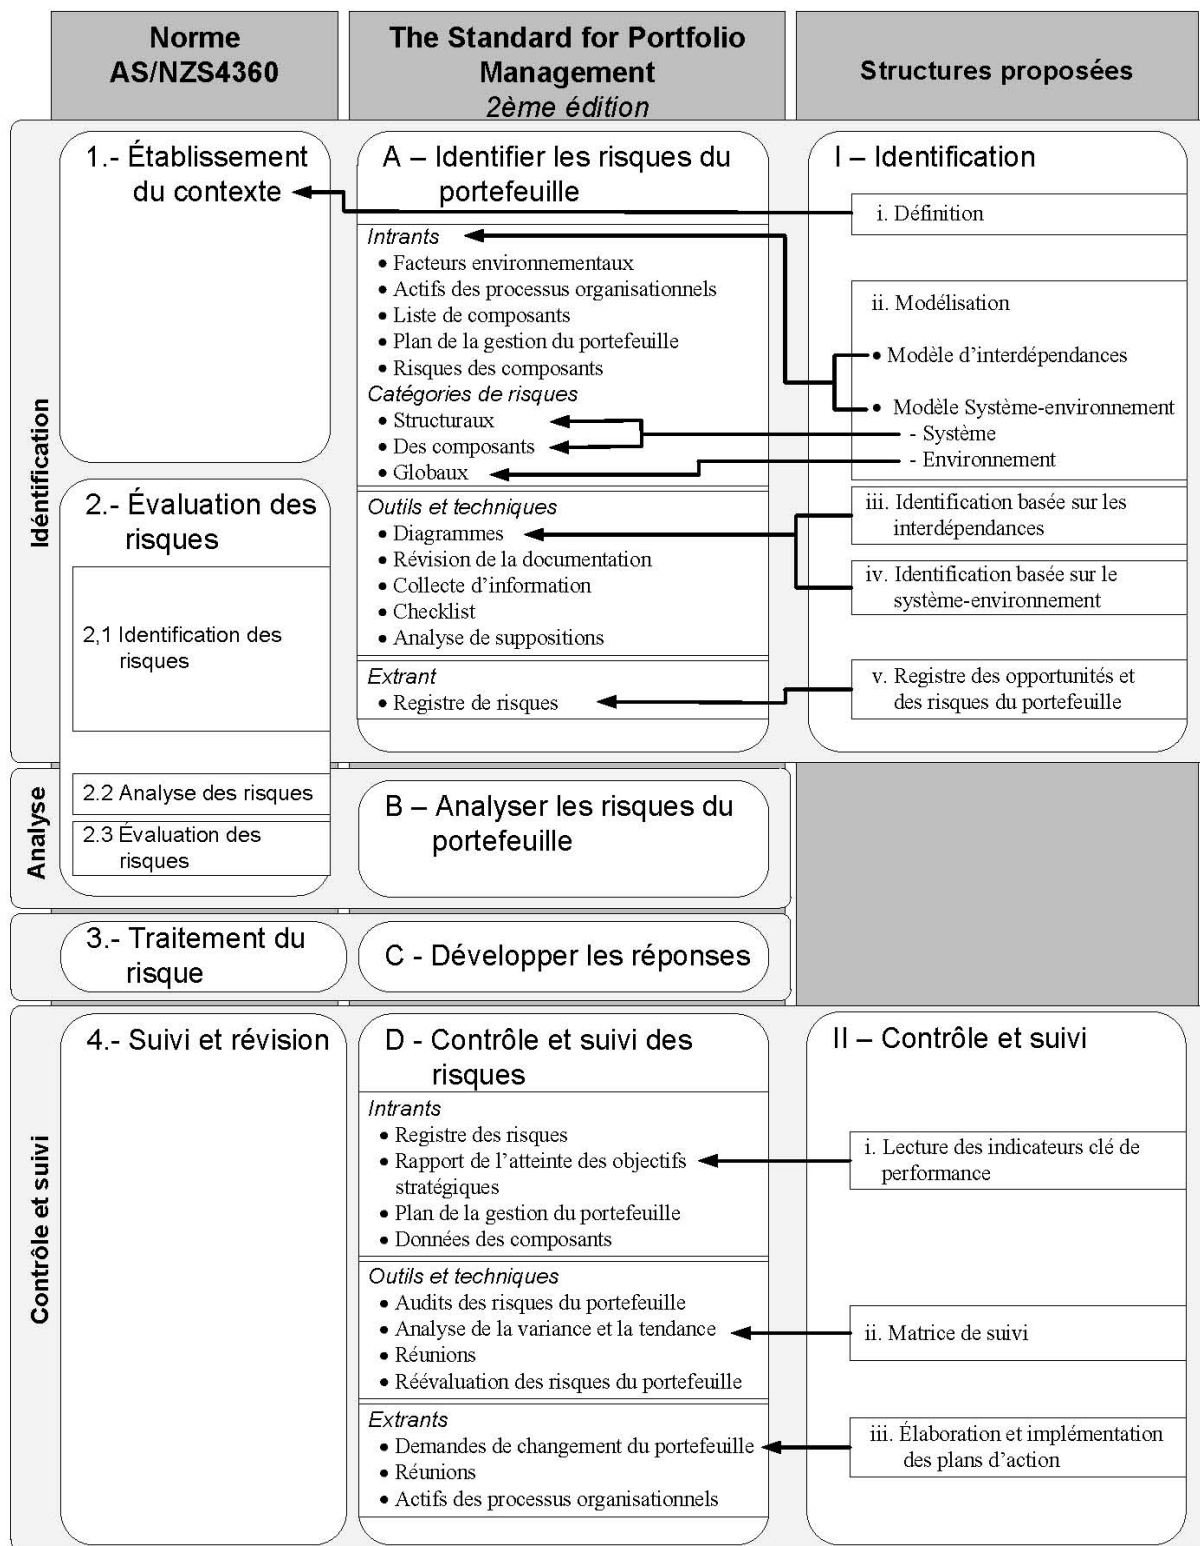 Norme
AS/NZS4360
The Standard for Portfolio
Management
2ème édition
Structures proposées
Idéntification
1.- Établissement
du contexte
2.- Évaluation des
risques
2,1 Identification des
risques
A – Identifier les risques du
portefeuille
Intrants
• Facteurs environmentaux
• Actifs des processus organisationnels
• Liste de composants
• Plan de la gestion du portefeuille
• Risques des composants
Catégories de risques
• Structuraux
• Des composants
• Globaux
Outils et techniques
• Diagrammes
• Révision de la documentation
• Collecte d’information
• Checklist
• Analyse de suppositions
Extrant
• Registre de risques
I – Identification
i. Définition
ii. Modélisation
• Modèle d’interdépendances
• Modèle Système-environnement
- Système
- Environnement
iii. Identification basée sur les
interdépendances
iv. Identification basée sur le
système-environnement
v. Registre des opportunités et
des risques du portefeuille
Analyse
2.2 Analyse des risques
2.3 Évaluation des
risques
B – Analyser les risques du
portefeuille
3.- Traitement du
risque
C - Développer les réponses
Contrôle et suivi
4.- Suivi et révision
D - Contrôle et suivi des
risques
Intrants
• Registre des risques
• Rapport de l’atteinte des objectifs
stratégiques
• Plan de la gestion du portefeuille
• Données des composants
Outils et techniques
• Audits des risques du portefeuille
• Analyse de la variance et la tendance
• Réunions
• Réévaluation des risques du portefeuille
Extrants
• Demandes de changement du portefeuille
• Réunions
• Actifs des processus organisationnels
II – Contrôle et suivi
i. Lecture des indicateurs clé de
performance
ii. Matrice de suivi
iii. Élaboration et implémentation
des plans d’action